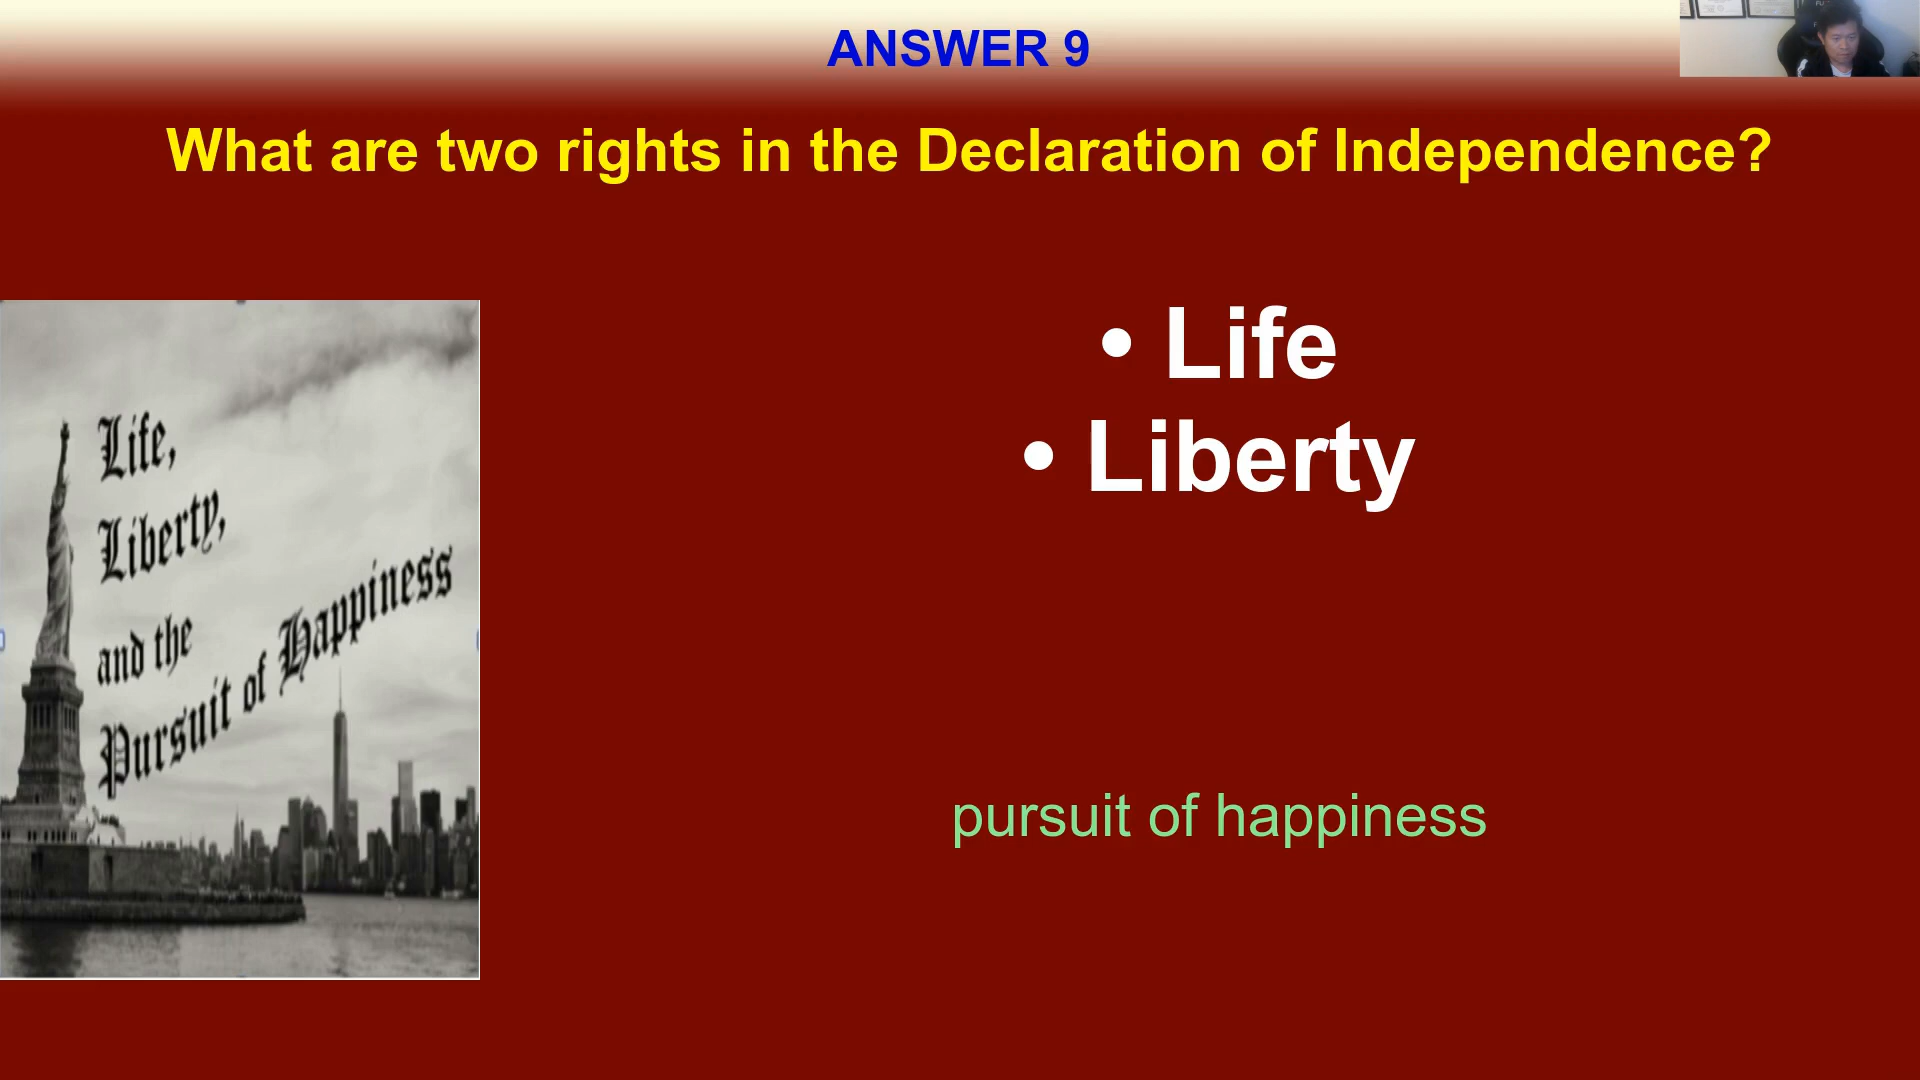 ANSWER 9
What are two rights in the Declaration of Independence?
• Life
• Liberty
pursuit of happiness
Life,
Liberty,
and the
Pursuit of Happiness